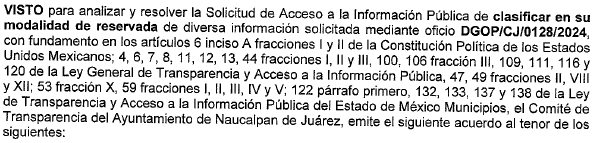 VISTO para analizar y resolver la Solicitud de Acceso a la Información Pública de clasificar en su
modalidad de reservada de diversa información solicitada mediante oficio DGOP/CJ/0128/2024,
con fundamento en los artículos 6 inciso A fracciones I y II de la Constitución Política de los Estados
Unidos Mexicanos; 4, 6, 7, 8, 11, 12, 13, 44 fracciones I, II y III, 100, 106 fracción III, 109, 111, 116 y
120 de la Ley General de Transparencia y Acceso a la Información Pública, 47, 49 fracciones II, VIII
y XII; 53 fracción X, 59 fracciones I, II, III, IV y V; 122 párrafo primero, 132, 133, 137 y 138 de la Ley
de Transparencia y Acceso a la Información Pública del Estado de México Municipios, el Comité de
Transparencia del Ayuntamiento de Naucalpan de Juárez, emite el siguiente acuerdo al tenor de los
siguientes: